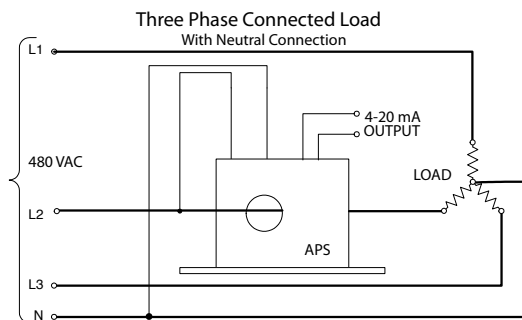 Three Phase Connected Load
With Neutral Connection
L1
4-20 mA
OUTPUT
480 VAC
LOAD
L2
APS
L3
N